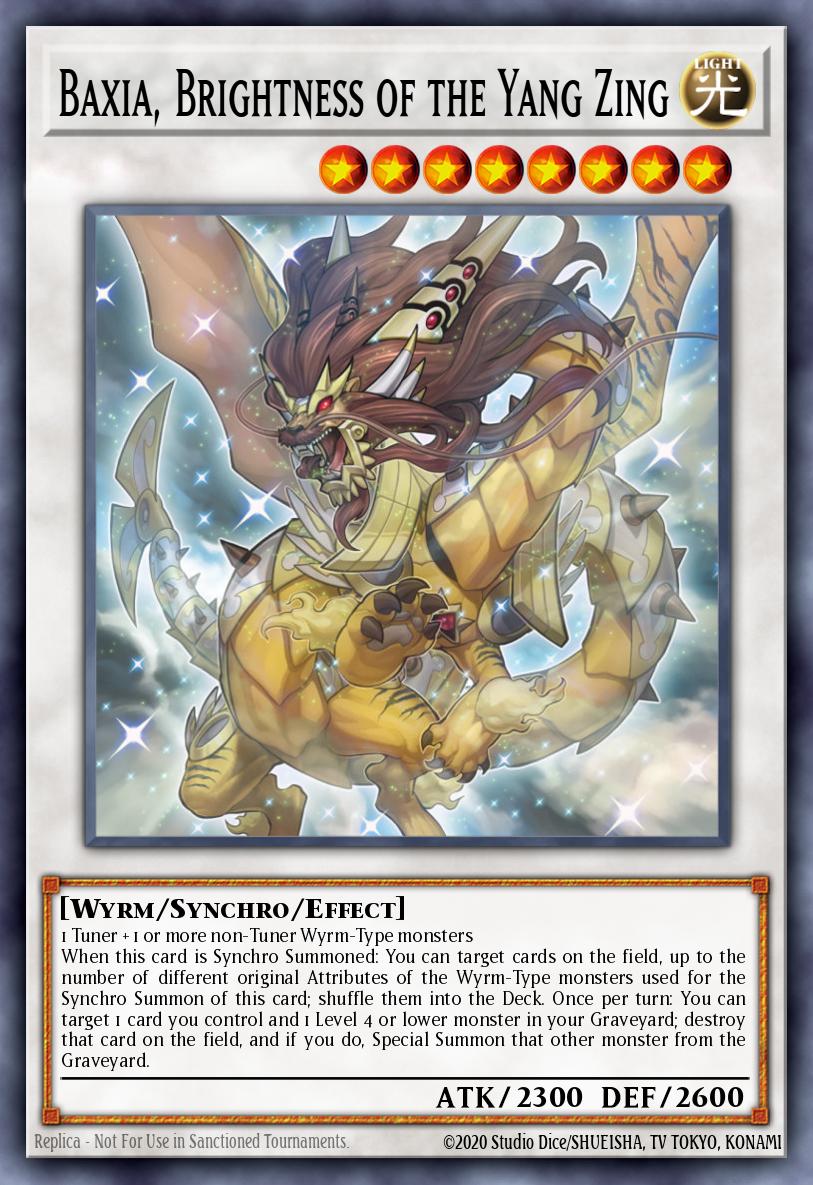 Baxia, Brightness of the Yang Zing
LIGHT
光
[Wyrm/Synchro/Effect]
1 Tuner + 1 or more non-Tuner Wyrm-Type monsters
When this card is Synchro Summoned: You can target cards on the field, up to the
number of different original Attributes of the Wyrm-Type monsters used for the
Synchro Summon of this card; shuffle them into the Deck. Once per turn: You can
target 1 card you control and 1 Level 4 or lower monster in your Graveyard; destroy
that card on the field, and if you do, Special Summon that other monster from the
Graveyard.
ATK/2300 DEF/2600
Replica - Not For Use in Sanctioned Tournaments.
©2020 Studio Dice/SHUEISHA, TV TOKYO, KONAMI